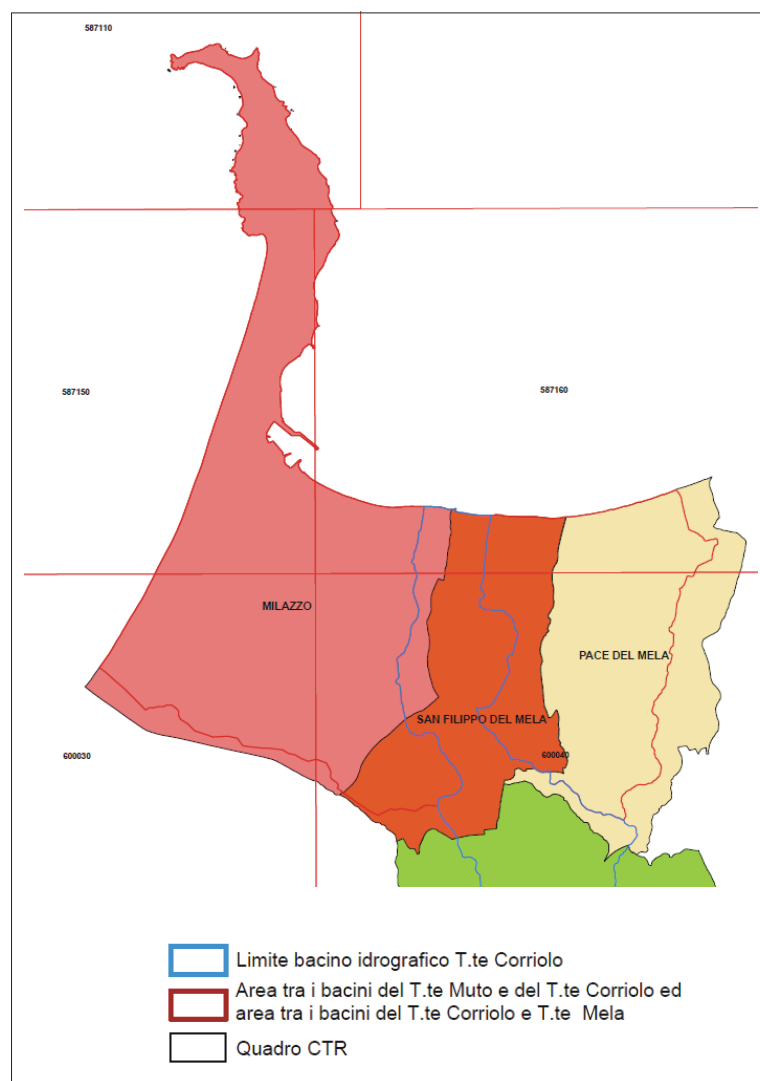 587110
587150
587160
MILAZZO
PACE DEL MELA
SAN FILIPPO DEL MELA
600030
600040
Limite bacino idrografico T.te Corriolo
Area tra i bacini del T.te Muto e del T.te Corriolo ed
area tra i bacini del T.te Corriolo e T.te Mela
Quadro CTR